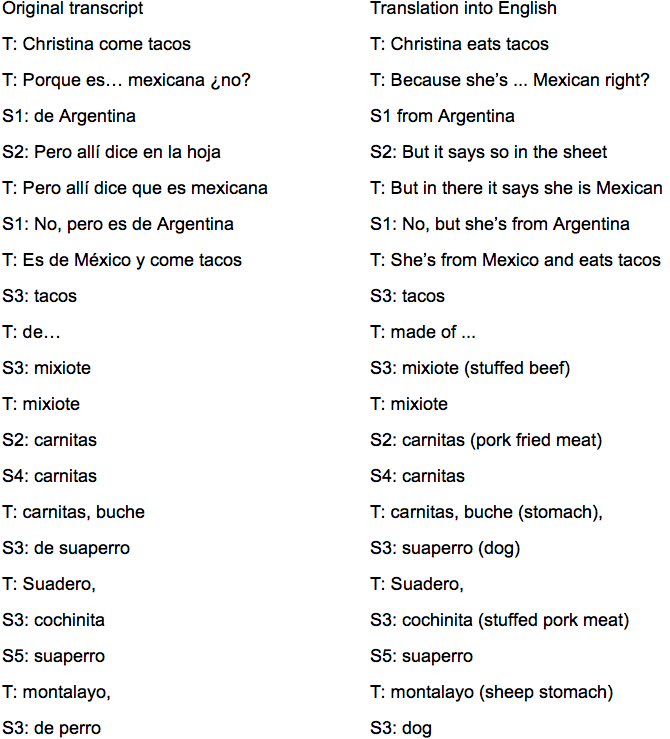 Original transcript Translation into English
T: Christina come tacos T: Christina eats tacos
T: Porque es… mexicana ¿no? T: Because she’s ... Mexican right?
S1: de Argentina S1 from Argentina
S2: Pero allí dice en la hoja S2: But it says so in the sheet
T: Pero allí dice que es mexicana T: But in there it says she is Mexican
S1: No, pero es de Argentina S1: No, but she’s from Argentina
T: Es de México y come tacos T: She’s from Mexico and eats tacos
S3: tacos S3: tacos
T: de… T: made of ...
S3: mixiote S3: mixiote (stuffed beef)
T: mixiote T: mixiote
S2: carnitas S2: carnitas (pork fried meat)
S4: carnitas S4: carnitas
T: carnitas, buche T: carnitas, buche (stomach),
S3: de suaperro S3: suaperro (dog)
T: Suadero, T: Suadero,
S3: cochinita S3: cochinita (stuffed pork meat)
S5: suaperro S5: suaperro
T: montalayo, T: montalayo (sheep stomach)
S3: de perro S3: dog